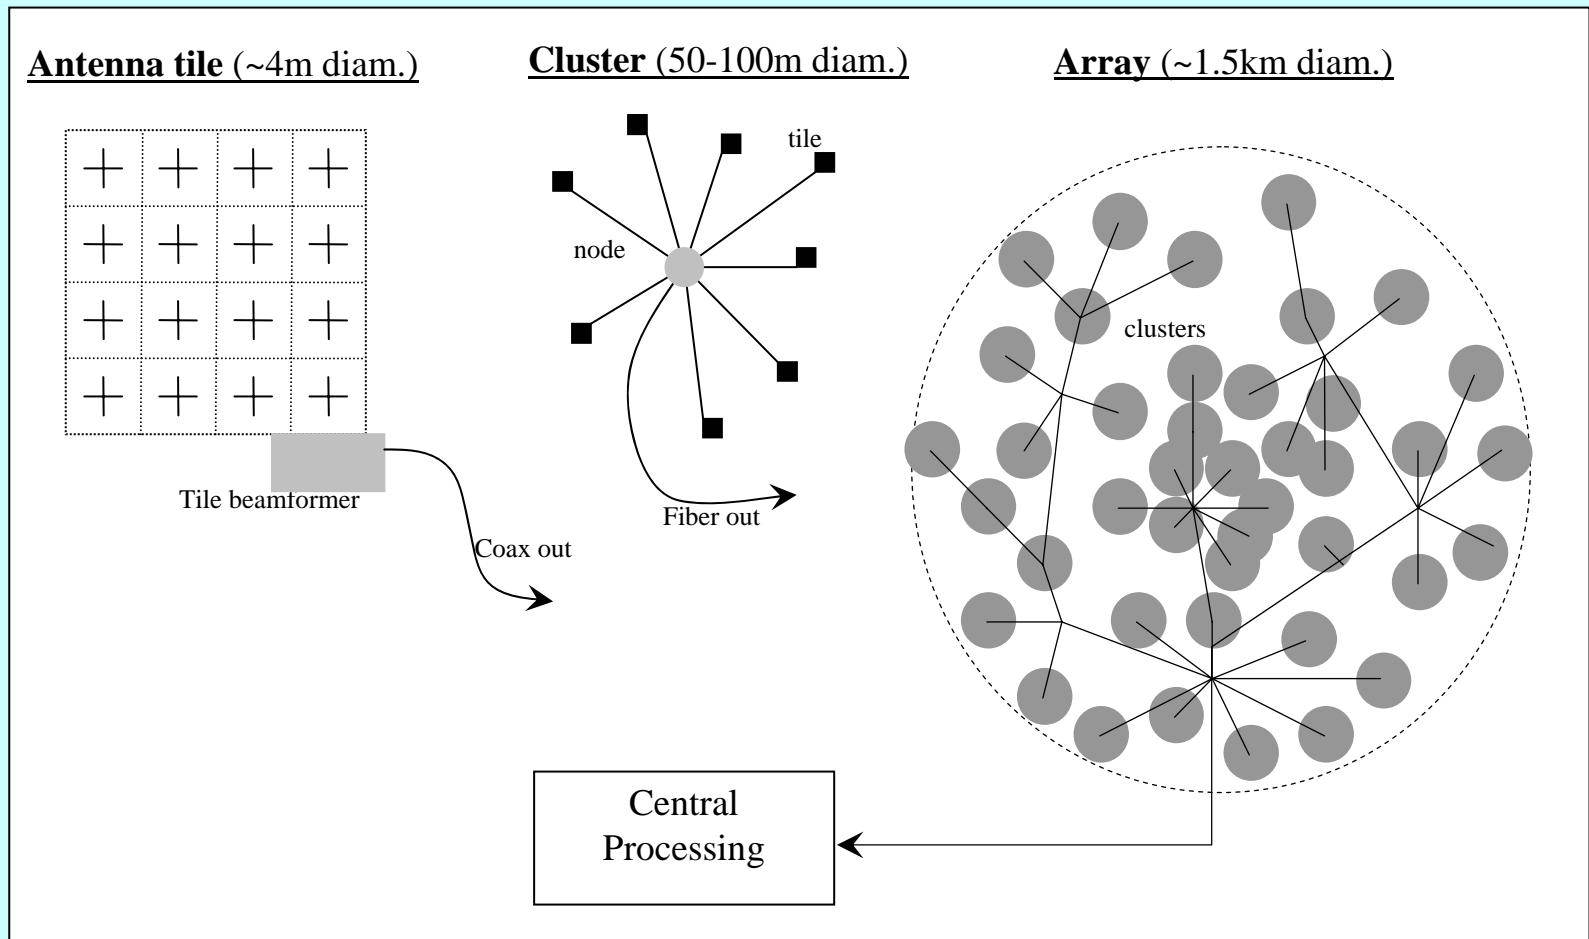 Antenna tile (~4m diam.)
Cluster (50-100m diam.)
Array (~1.5km diam.)
tile
node
clusters
Tile beamformer
Coax out
Fiber out
Central
Processing